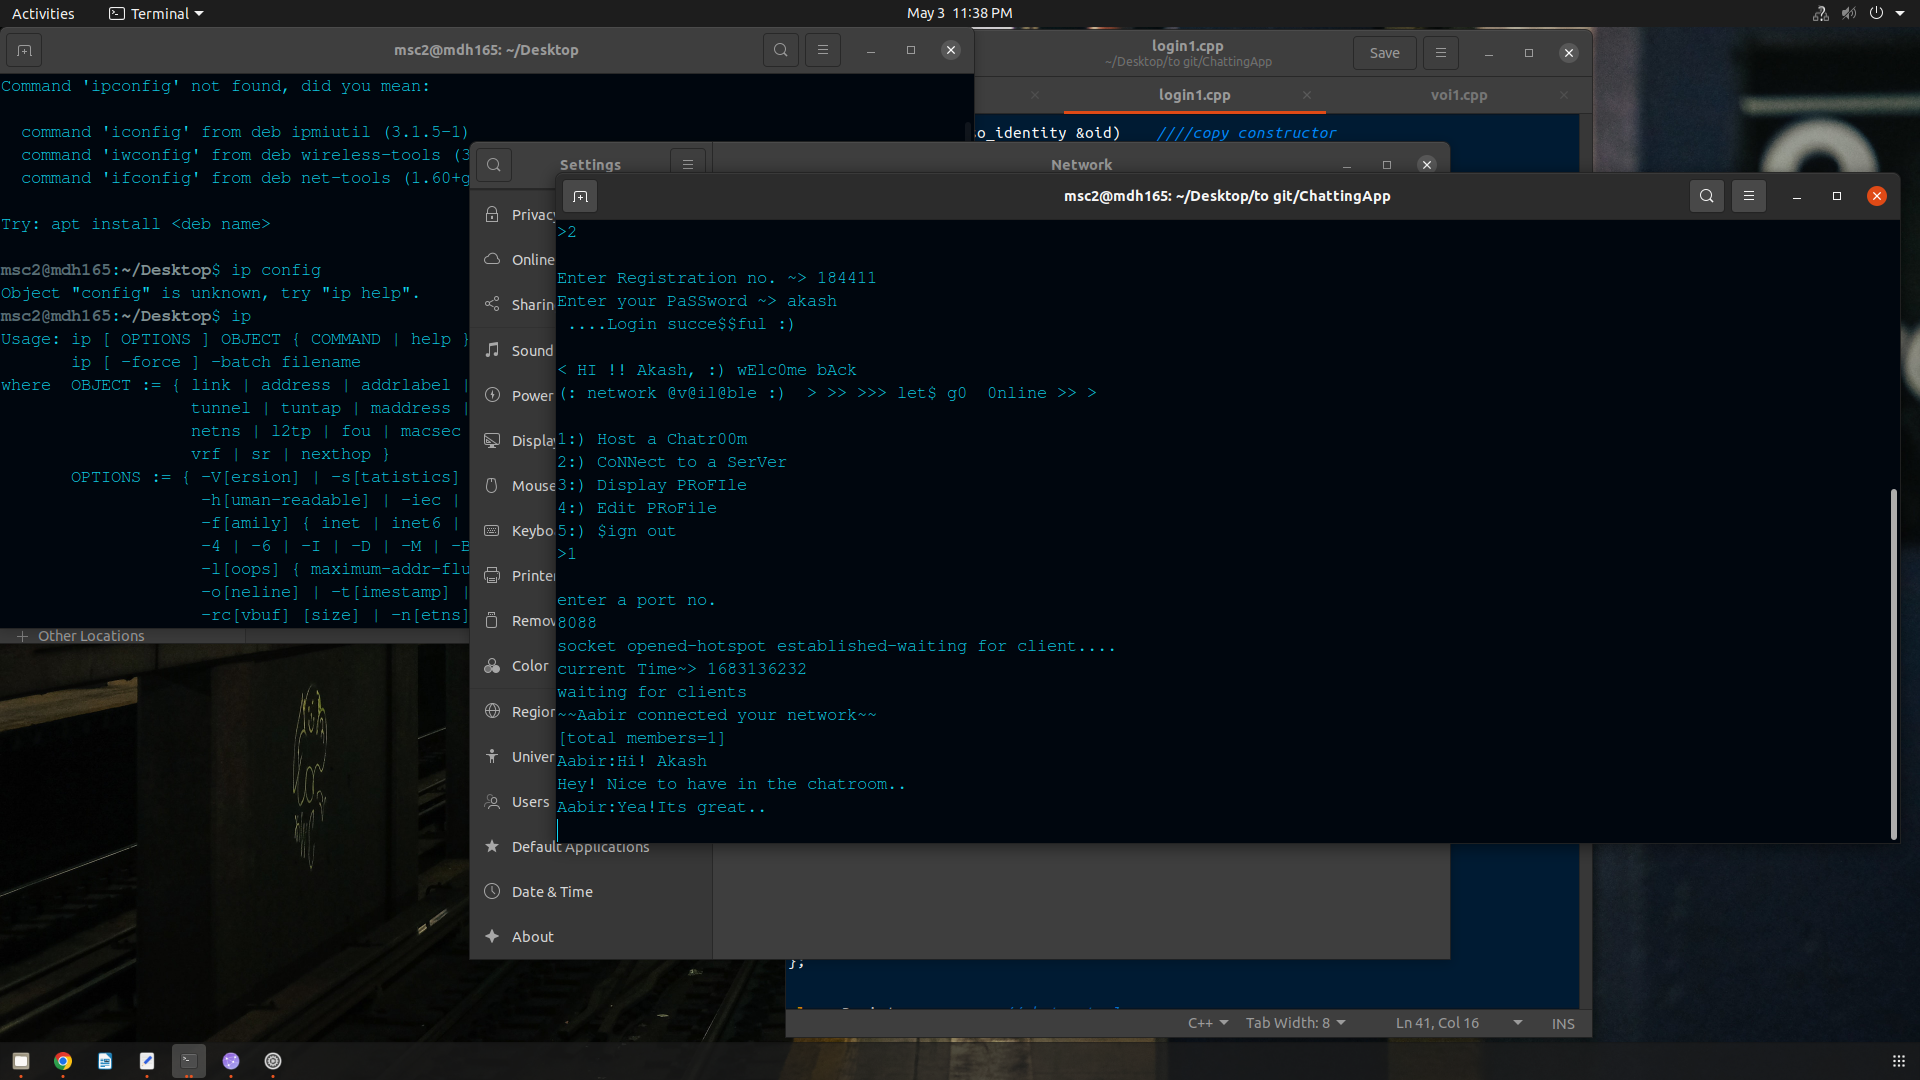 Activities
Terminal
May 3 11:38 PM
msc2@mdh165: ~/Desktop
Command 'ipconfig' not found, did you mean:
command 'iconfig' from deb ipmiutil (3.1.5-1)
command 'iwconfig' from deb wireless-tools (3
command 'ifconfig' from deb net-tools (1.60+g
Try: apt install <deb name>
msc2@mdh165:~/Desktop$ ip config
Object "config" is unknown, try "ip help".
msc2@mdh165:~/Desktop$ ip
Usage: ip [ OPTIONS ] OBJECT { COMMAND | help }
ip [ -force ] -batch filename
where OBJECT := { link | address | addrlabel |
tunnel | tuntap | maddress |
netns | l2tp | fou | macsec
vrf | sr | nexthop }
OPTIONS := { -V[ersion] | -s[tatistics]
-h[uman-readable] | -iec |
-f[amily] { inet | inet6 |
-4 | -6 | -I | -D | -M | -B
-l[oops] { maximum-addr-flu
-o[neline] | -t[imestamp] |
-rc[vbuf] [size] | -n[etns]
Other Locations
login1.cpp
~/Desktop/to git/ChattingApp
Save
login1.cpp
voi1.cpp
o_identity &oid) ////copy constructor
Settings
Network
Privac
Online
Sharin
Sound
Power
Display
Mouse
Keybo
Printe
Remov
Color
Region
Univer
Users
Default Applications
Date & Time
About
msc2@mdh165: ~/Desktop/to git/ChattingApp
>2
Enter Registration no. ~> 184411
Enter your PaSSword ~> akash
....Login succe$$ful :)
< HI !! Akash, :) wElc0me bAck
(: network @v@il@ble :) > >> >>> let$ g0 0nline >> >
1:) Host a Chatr00m
2:) CoNNect to a SerVer
3:) Display PRoFIle
4:) Edit PRoFile
5:) $ign out
>1
enter a port no.
8088
socket opened-hotspot established-waiting for client....
current Time~> 1683136232
waiting for clients
~~Aabir connected your network~~
[total members=1]
Aabir:Hi! Akash
Hey! Nice to have in the chatroom..
Aabir:Yea!Its great..
};
C++
Tab Width: 8
Ln 41, Col 16
INS